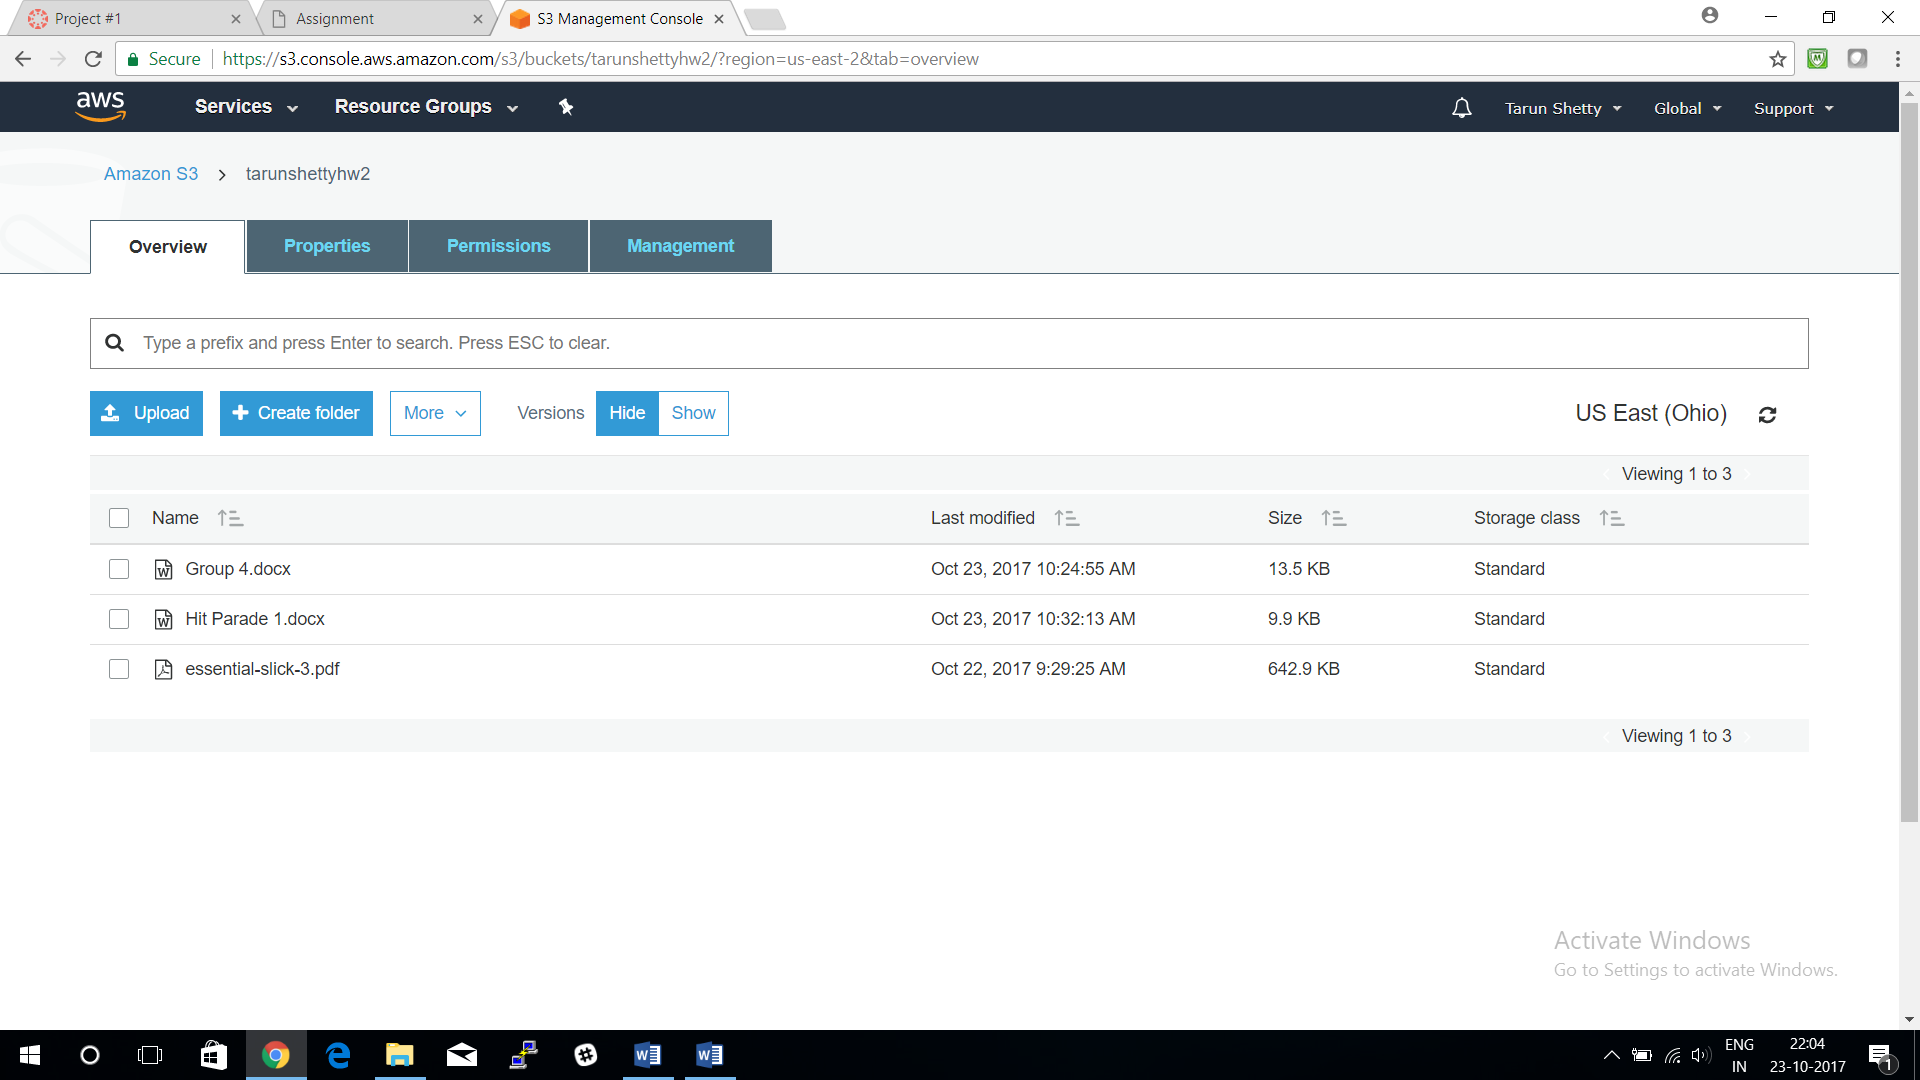 Project #1
Assignment
S3 Management Console
Secure
https://s3.console.aws.amazon.com/s3/buckets/tarunshettyhw2/?region=us-east-2&tab=overview
aws
Services
Resource Groups
Tarun Shetty
Global
Support
Amazon S3 > tarunshettyhw2
Overview
Properties
Permissions
Management
Type a prefix and press Enter to search. Press ESC to clear.
Upload
Create folder
More
Versions
Hide
Show
US East (Ohio)
Viewing 1 to 3
Name
Last modified
Size
Storage class
Group 4.docx
Oct 23, 2017 10:24:55 AM
13.5 KB
Standard
Hit Parade 1.docx
Oct 23, 2017 10:32:13 AM
9.9 KB
Standard
essential-slick-3.pdf
Oct 22, 2017 9:29:25 AM
642.9 KB
Standard
Viewing 1 to 3
Activate Windows
Go to Settings to activate Windows.
ENG
IN
22:04
23-10-2017
1